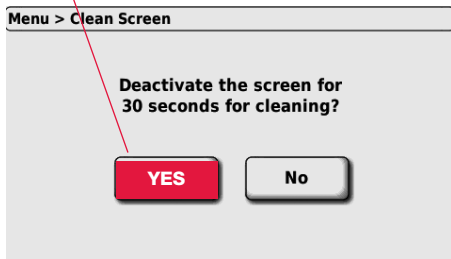 Menu > Clean Screen
Deactivate the screen for
30 seconds for cleaning?
YES
No